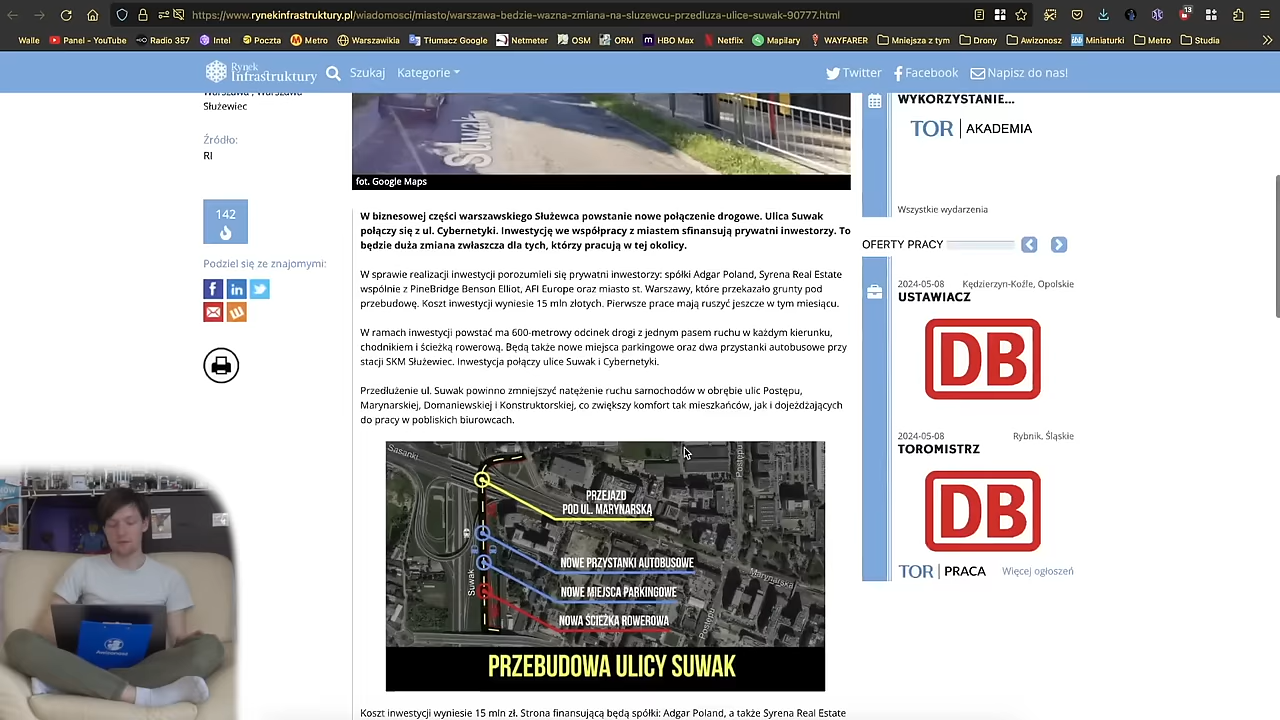 https://www.rynekinfrastruktury.pl/wiadomosci/miasto/warszawa-bedzie-wazna-zmiana-na-sluzewcu-przedluza-ulice-suwak-90777.html
13
Walle
Panel - YouTube
Radio 357
Intel
Poczta
Metro
Warszawikia
Tłumacz Google
Netmeter
OSM
ORM
HBO Max
Netflix
Mapilary
WAYFARER
Mniejsza z tym
Drony
Awizonosz
Miniaturki
Metro
Studia
Rynek
Infrastruktury
Szukaj
Kategorie
Twitter
Facebook
Napisz do nas!
Warszawa , Warszawa
Służewiec
Źródło:
RI
142
Podziel się ze znajomymi:
Suwak
fot. Google Maps
W biznesowej części warszawskiego Służewca powstanie nowe połączenie drogowe. Ulica Suwak
połączy się z ul. Cybernetyki. Inwestycję we współpracy z miastem sfinansują prywatni inwestorzy. To
będzie duża zmiana zwłaszcza dla tych, którzy pracują w tej okolicy.
W sprawie realizacji inwestycji porozumieli się prywatni inwestorzy: spółki Adgar Poland, Syrena Real Estate
wspólnie z PineBridge Benson Elliot, AFI Europe oraz miasto st. Warszawy, które przekazało grunty pod
przebudowę. Koszt inwestycji wyniesie 15 mln złotych. Pierwsze prace mają ruszyć jeszcze w tym miesiącu.
W ramach inwestycji powstać ma 600-metrowy odcinek drogi z jednym pasem ruchu w każdym kierunku,
chodnikiem i ścieżką rowerową. Będą także nowe miejsca parkingowe oraz dwa przystanki autobusowe przy
stacji SKM Służewiec. Inwestycja połączy ulice Suwak i Cybernetyki.
Przedłużenie ul. Suwak powinno zmniejszyć natężenie ruchu samochodów w obrębie ulic Postępu,
Marynarskiej, Domaniewskiej i Konstruktorskiej, co zwiększy komfort tak mieszkańców, jak i dojeżdżających
do pracy w pobliskich biurowcach.
Sasanki
Postępu
PRZEJAZD
POD UL. MARYNARSKĄ
NOWE PRZYSTANKI AUTOBUSOWE
Suwak
NOWE MIEJSCA PARKINGOWE
Marynarska
NOWA ŚCIEŻKA ROWEROWA
Postępu
PRZEBUDOWA ULICY SUWAK
Koszt inwestycji wyniesie 15 mln zł. Strona finansującą będą spółki: Adgar Poland, a także Syrena Real Estate
WYKORZYSTANIE...
TOR | AKADEMIA
Wszystkie wydarzenia
OFERTY PRACY
2024-05-08
Kędzierzyn-Koźle, Opolskie
USTAWIACZ
DB
2024-05-08
Rybnik, Śląskie
TOROMISTRZ
DB
TOR | PRACA
Więcej ogłoszeń
Awizonosz